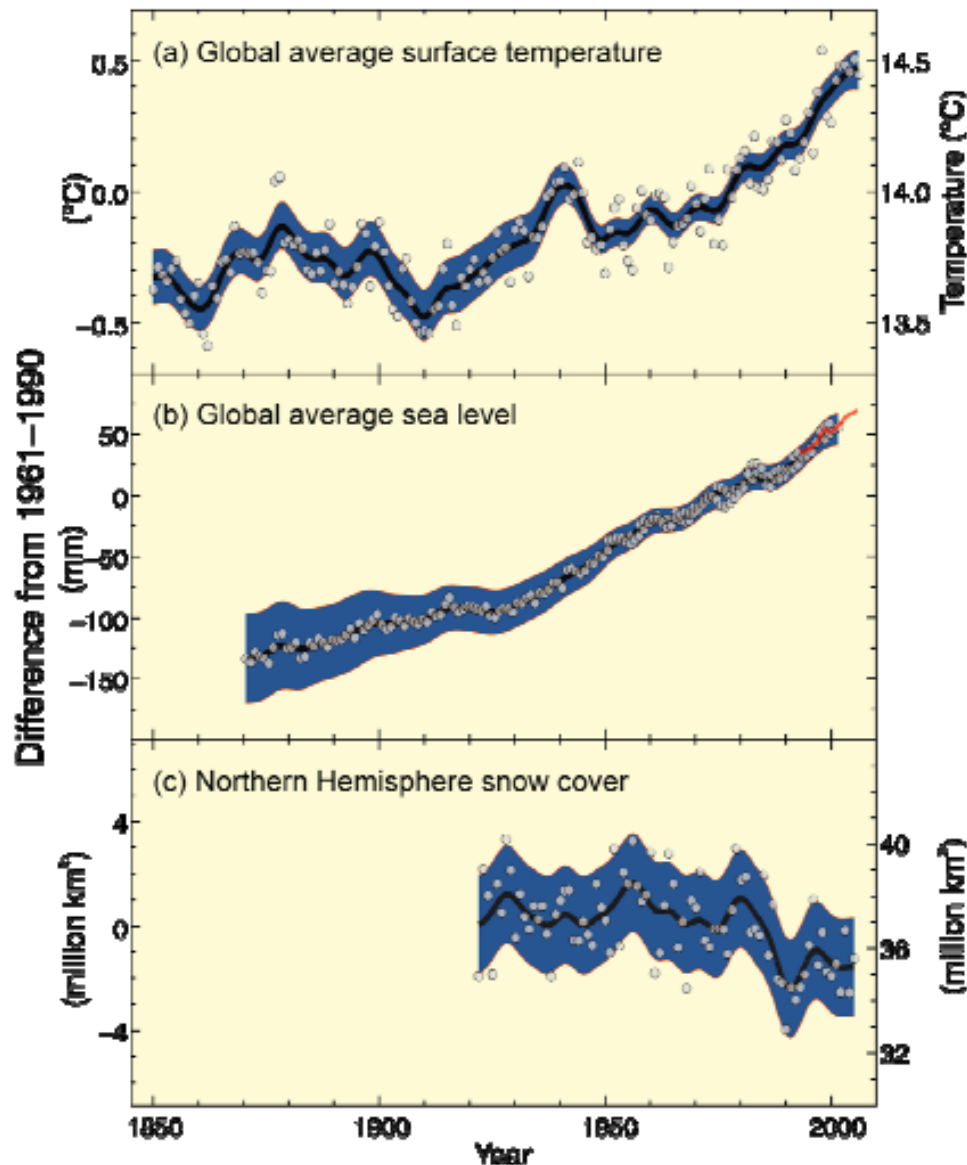 (a) Global average surface temperature
0.5
0.0
−0.5
(°C)
14.5
14.0
13.5
Temperature (°C)
Difference from 1961–1990
(b) Global average sea level
50
0
−50
−100
−150
(mm)
(c) Northern Hemisphere snow cover
4
0
−4
(million km²)
40
36
32
(million km²)
1850
1900
1950
2000
Year